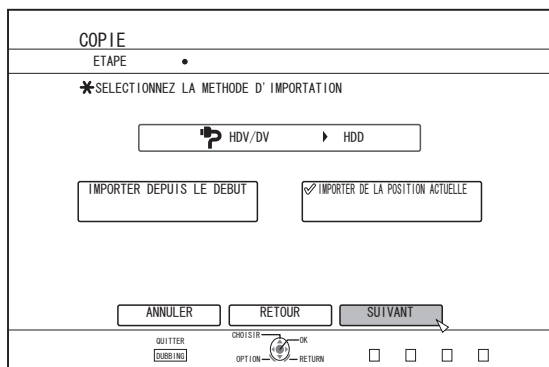 COPIE
ETAPE
SELECTIONNEZ LA METHODE D' IMPORTATION
HDV/DV HDD
IMPORTER DEPUIS LE DEBUT IMPORTER DE LA POSITION ACTUELLE
ANNULER RETOUR SUIVANT
QUITTER CHOISIR OK
DUBBING OPTION RETURN